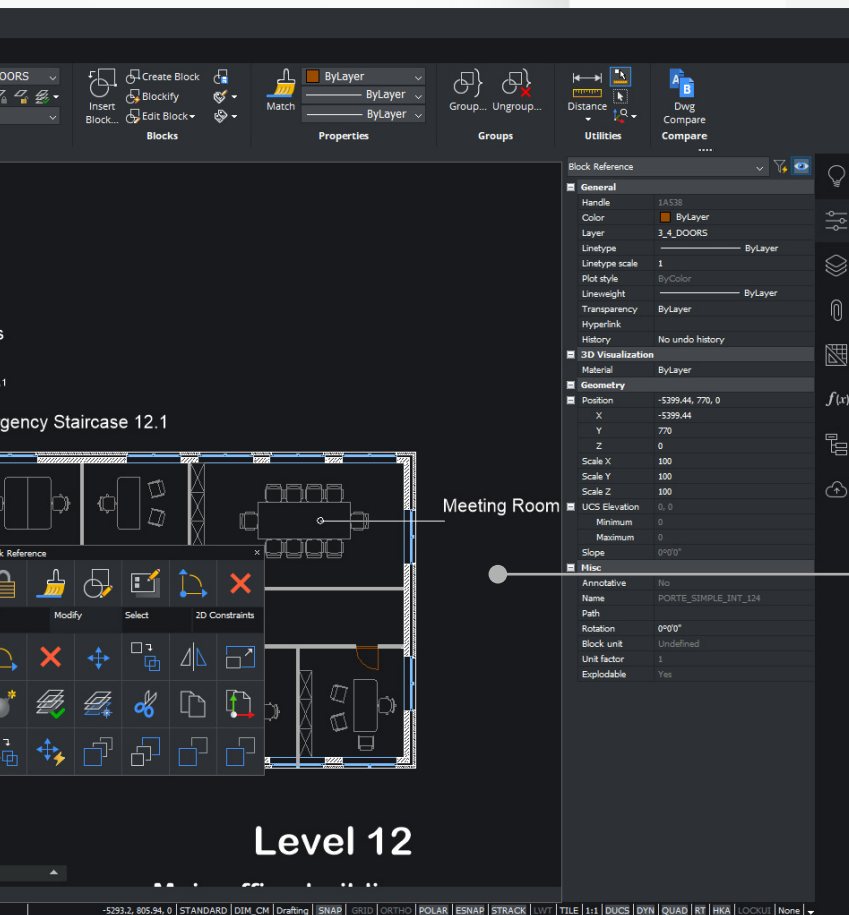 OORS
Insert
Block...
Create Block
Blockify
Edit Block
Blocks
Match
ByLayer
ByLayer
ByLayer
Properties
Group...
Ungroup...
Groups
Distance
Utilities
Dwg
Compare
Compare
Block Reference
General
Handle 1A538
Color ByLayer
Layer 3_4_DOORS
Linetype ByLayer
Linetype scale 1
Plot style ByColor
Lineweight ByLayer
Transparency ByLayer
Hyperlink
History No undo history
3D Visualization
Material ByLayer
Geometry
Position -5399.44, 770, 0
X -5399.44
Y 770
Z 0
Scale X 100
Scale Y 100
Scale Z 100
UCS Elevation 0, 0
Minimum 0
Maximum 0
Slope 0°0'0"
Misc
Annotative No
Name PORTE_SIMPLE_INT_124
Path
Rotation 0°0'0"
Block unit Undefined
Unit factor 1
Explodable Yes
f(x)
s
.1
gency Staircase 12.1
Meeting Room
k Reference
Modify Select 2D Constraints
Level 12
-5293.2, 805.94, 0 STANDARD DIM_CM Drafting SNAP GRID ORTHO POLAR ESNAP STRACK LWT TILE 1:1 DUCS DYN QUAD RT HKA LOCKUI None